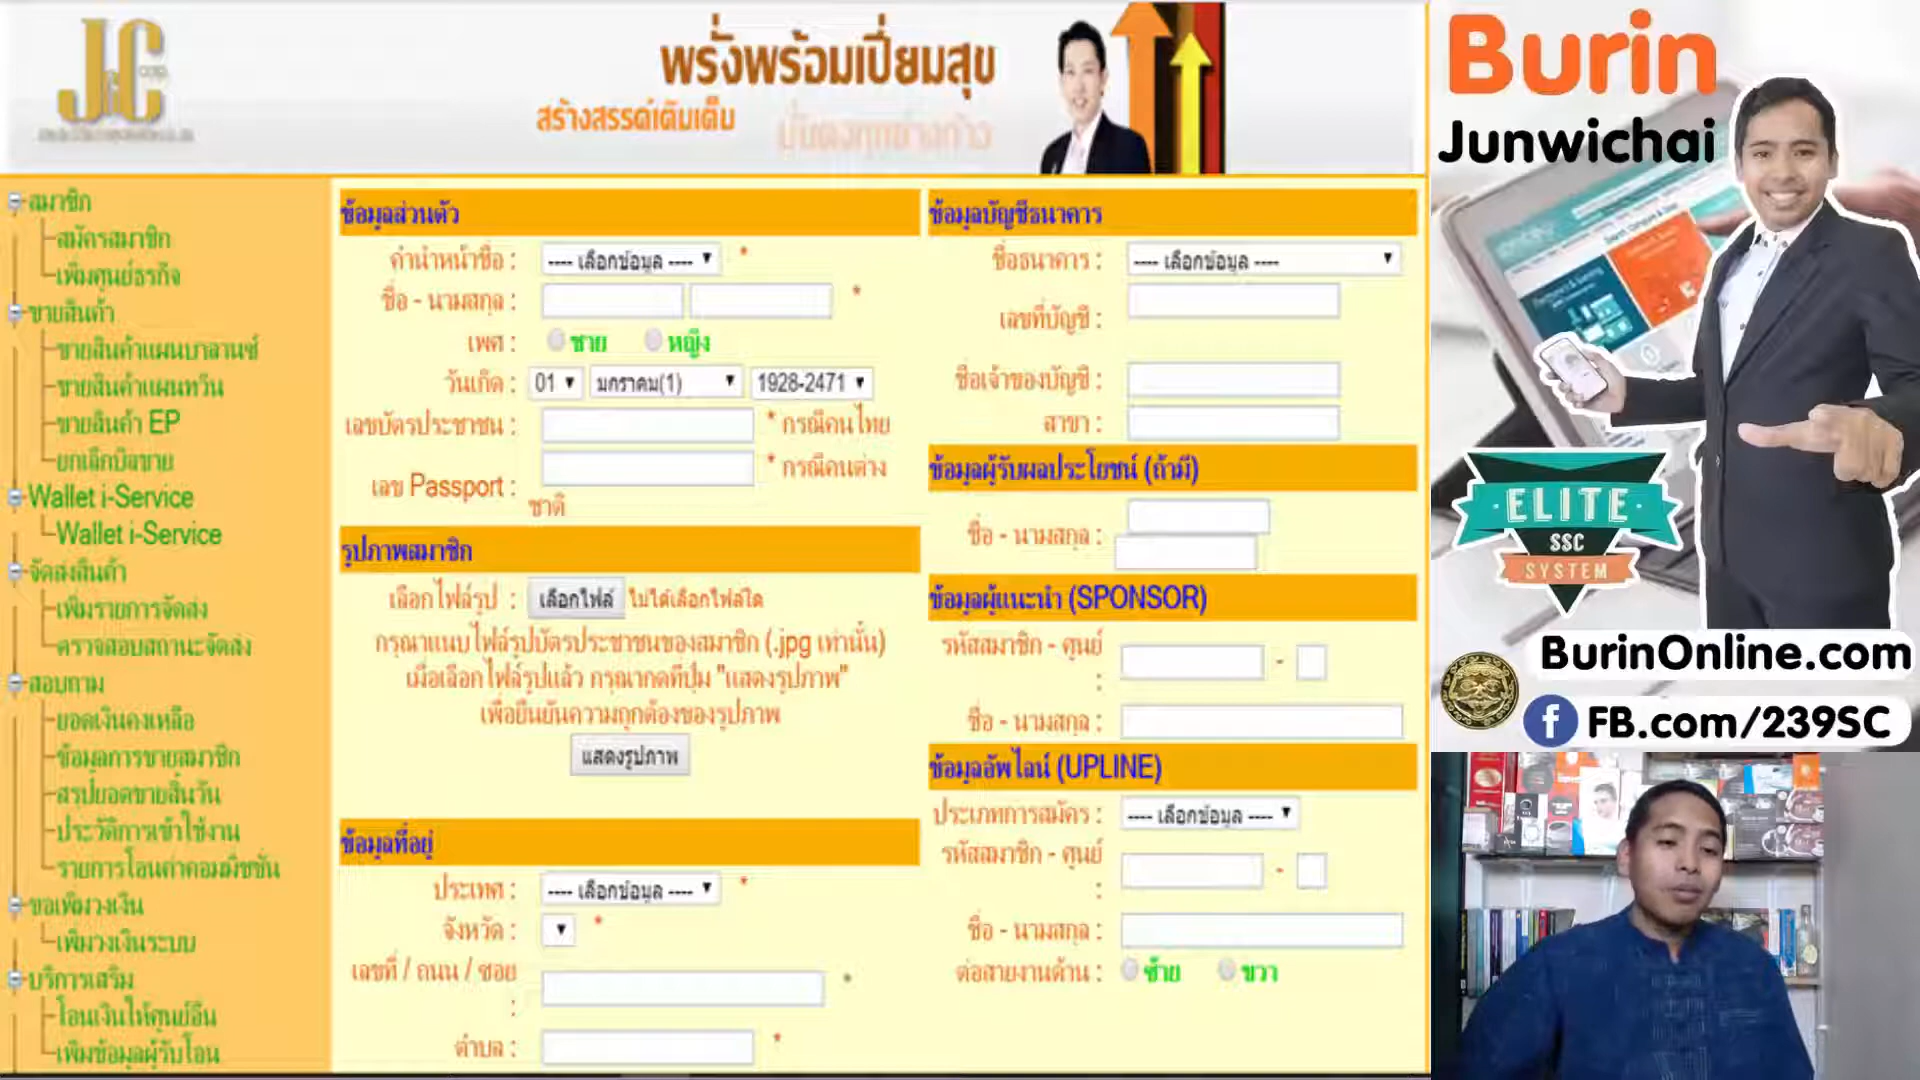 J&C
พรั่งพร้อมเปี่ยมสุข
สร้างสรรค์เติมเต็ม
มั่นคงทุกย่างก้าว
สมาชิก
สมัครสมาชิก
เพิ่มศูนย์ธุรกิจ
ขายสินค้า
ขายสินค้าแผนบาลานซ์
ขายสินค้าแผนทวีน
ขายสินค้า EP
ยกเลิกบิลขาย
Wallet i-Service
Wallet i-Service
จัดส่งสินค้า
เพิ่มรายการจัดส่ง
ตรวจสอบสถานะจัดส่ง
สอบถาม
ยอดเงินคงเหลือ
ข้อมูลการขายสมาชิก
สรุปยอดขายสิ้นวัน
ประวัติการเข้าใช้งาน
รายการโอนค่าคอมมิชชั่น
ขอเพิ่มวงเงิน
เพิ่มวงเงินระบบ
บริการเสริม
โอนเงินให้ศูนย์อื่น
เพิ่มข้อมูลผู้รับโอน
ข้อมูลส่วนตัว
คำนำหน้าชื่อ : ---- เลือกข้อมูล ---- *
ชื่อ - นามสกุล : *
เพศ : ชาย หญิง
วันเกิด : 01 มกราคม(1) 1928-2471
เลขบัตรประชาชน : * กรณีคนไทย
เลข Passport : * กรณีคนต่าง
ชาติ
รูปภาพสมาชิก
เลือกไฟล์รูป : เลือกไฟล์ ไม่ได้เลือกไฟล์ใด
กรุณาแนบไฟล์รูปบัตรประชาชนของสมาชิก (.jpg เท่านั้น)
เมื่อเลือกไฟล์รูปแล้ว กรุณากดที่ปุ่ม "แสดงรูปภาพ"
เพื่อยืนยันความถูกต้องของรูปภาพ
แสดงรูปภาพ
ข้อมูลที่อยู่
ประเทศ : ---- เลือกข้อมูล ---- *
จังหวัด : *
เลขที่ / ถนน / ซอย
: *
ตำบล : *
ข้อมูลบัญชีธนาคาร
ชื่อธนาคาร : ---- เลือกข้อมูล ----
เลขที่บัญชี :
ชื่อเจ้าของบัญชี :
สาขา :
ข้อมูลผู้รับผลประโยชน์ (ถ้ามี)
ชื่อ - นามสกุล :
ข้อมูลผู้แนะนำ (SPONSOR)
รหัสสมาชิก - ศูนย์
: -
ชื่อ - นามสกุล :
ข้อมูลอัพไลน์ (UPLINE)
ประเภทการสมัคร : ---- เลือกข้อมูล ----
รหัสสมาชิก - ศูนย์
: -
ชื่อ - นามสกุล :
ต่อสายงานด้าน : ซ้าย ขวา
Burin
Junwichai
ELITE
SSC
SYSTEM
BurinOnline.com
FB.com/239SC